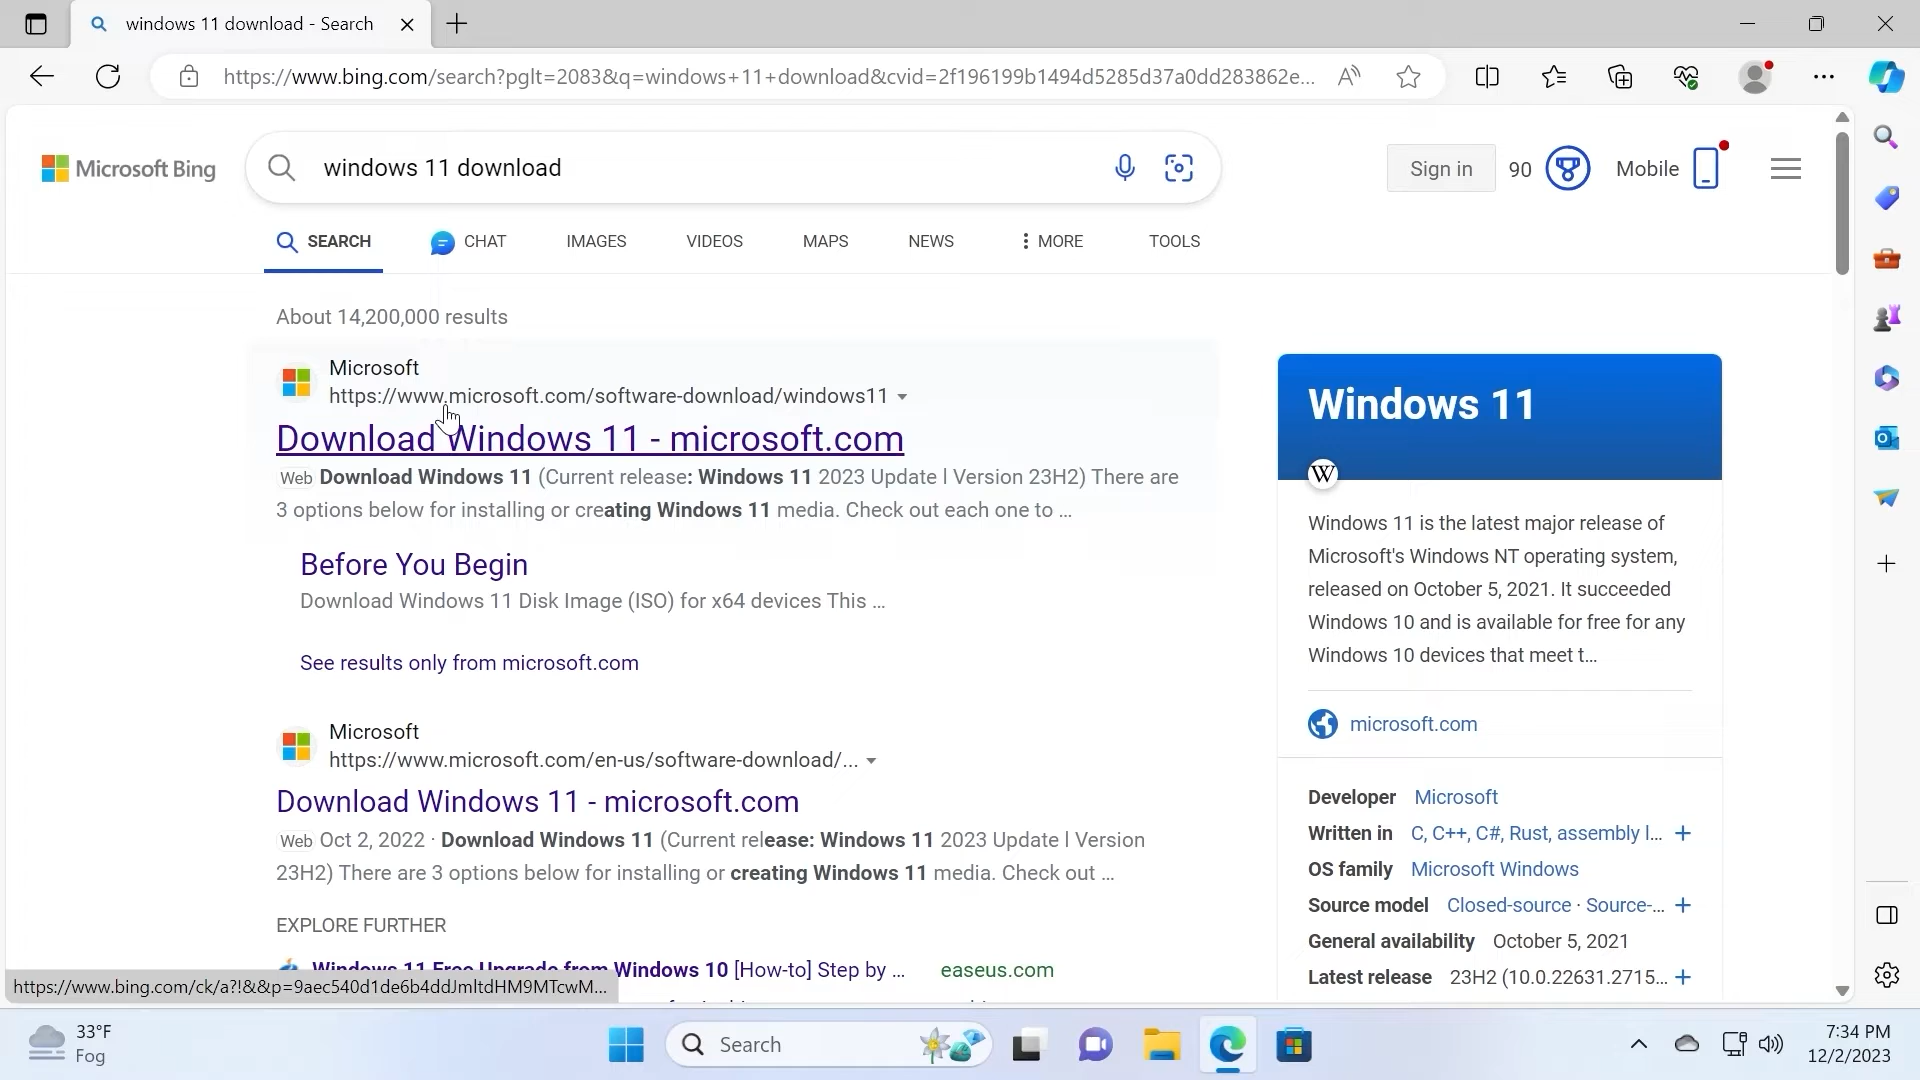 windows 11 download - Search
https://www.bing.com/search?pglt=2083&q=windows+11+download&cvid=2f196199b1494d5285d37a0dd283862e...
Microsoft Bing
windows 11 download
Sign in
90
Mobile
SEARCH
CHAT
IMAGES
VIDEOS
MAPS
NEWS
MORE
TOOLS
About 14,200,000 results
Microsoft
https://www.microsoft.com/software-download/windows11
Download Windows 11 - microsoft.com
Web Download Windows 11 (Current release: Windows 11 2023 Update l Version 23H2) There are
3 options below for installing or creating Windows 11 media. Check out each one to ...
Before You Begin
Download Windows 11 Disk Image (ISO) for x64 devices This ...
See results only from microsoft.com
Microsoft
https://www.microsoft.com/en-us/software-download/...
Download Windows 11 - microsoft.com
Web Oct 2, 2022 · Download Windows 11 (Current release: Windows 11 2023 Update l Version
23H2) There are 3 options below for installing or creating Windows 11 media. Check out ...
EXPLORE FURTHER
Windows 11 Free Upgrade from Windows 10 [How-to] Step by ... easeus.com
https://www.bing.com/ck/a?!&&p=9aec540d1de6b4ddJmltdHM9MTcwM...
Windows 11
W
Windows 11 is the latest major release of
Microsoft's Windows NT operating system,
released on October 5, 2021. It succeeded
Windows 10 and is available for free for any
Windows 10 devices that meet t...
microsoft.com
Developer Microsoft
Written in C, C++, C#, Rust, assembly l... +
OS family Microsoft Windows
Source model Closed-source · Source-... +
General availability October 5, 2021
Latest release 23H2 (10.0.22631.2715... +
33°F
Fog
Search
7:34 PM
12/2/2023